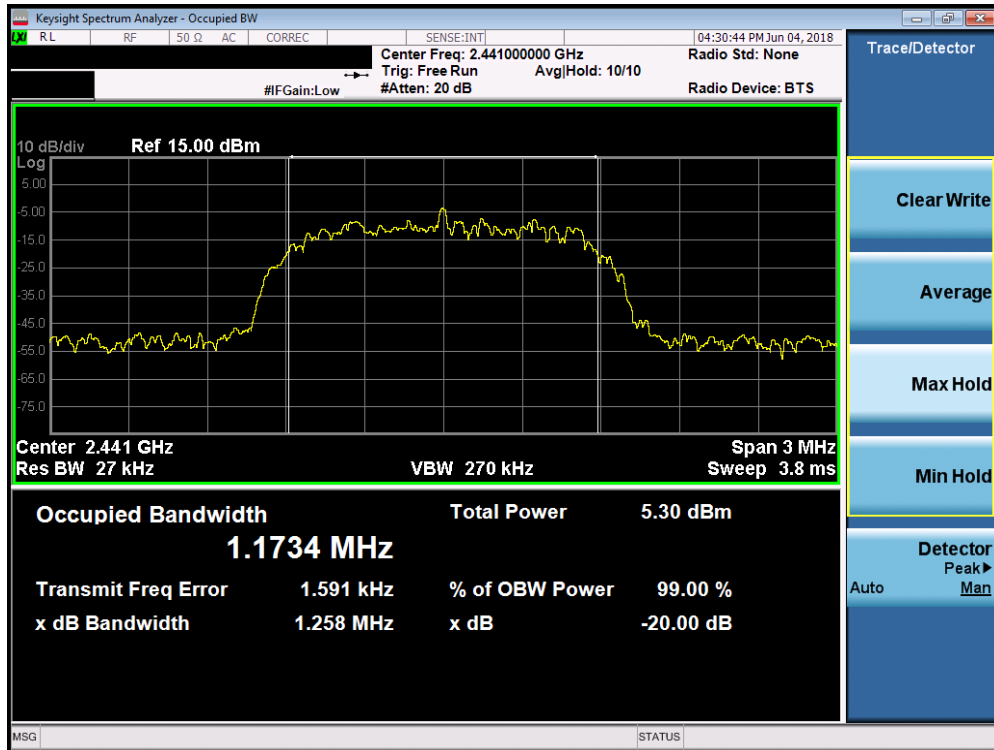 Keysight Spectrum Analyzer - Occupied BW
LXI RL RF 50 Ω AC CORREC SENSE:INT 04:30:44 PM Jun 04, 2018
Center Freq: 2.441000000 GHz Radio Std: None
Trig: Free Run Avg|Hold: 10/10
#IFGain:Low #Atten: 20 dB Radio Device: BTS
Trace/Detector
10 dB/div Ref 15.00 dBm
Log
5.00
-5.00
-15.0
-25.0
-35.0
-45.0
-55.0
-65.0
-75.0
Center 2.441 GHz Span 3 MHz
Res BW 27 kHz VBW 270 kHz Sweep 3.8 ms
Occupied Bandwidth Total Power 5.30 dBm
1.1734 MHz
Transmit Freq Error 1.591 kHz % of OBW Power 99.00 %
x dB Bandwidth 1.258 MHz x dB -20.00 dB
Clear Write
Average
Max Hold
Min Hold
Detector
Peak▶
Auto Man
MSG STATUS